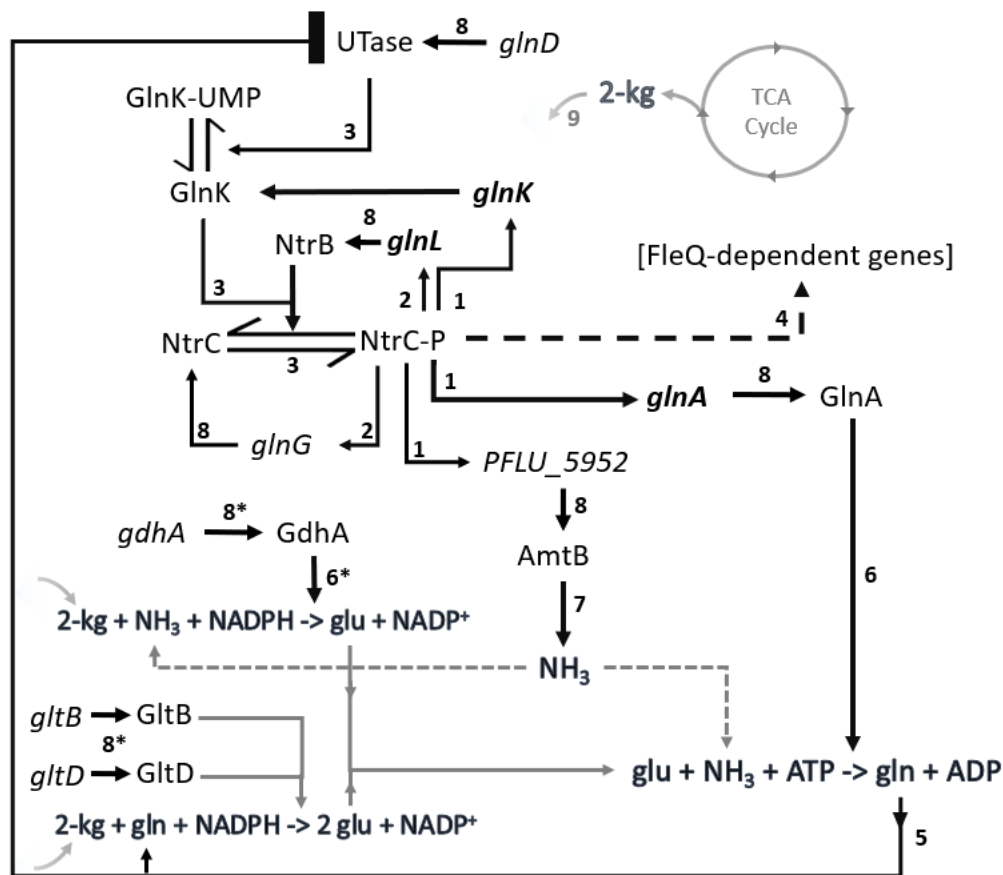 UTase 8 glnD
GlnK-UMP
2-kg
9
TCA
Cycle
3
GlnK
glnK
NtrB 8 glnL
[FleQ-dependent genes]
3
2 1
4
NtrC
3
NtrC-P
1
glnA 8 GlnA
8 glnG 2
1
PFLU_5952
8
gdhA 8* GdhA
AmtB
6*
7
6
2-kg + NH₃ + NADPH -> glu + NADP⁺
NH₃
gltB GltB
8*
gltD GltD
glu + NH₃ + ATP -> gln + ADP
2-kg + gln + NADPH -> 2 glu + NADP⁺
5